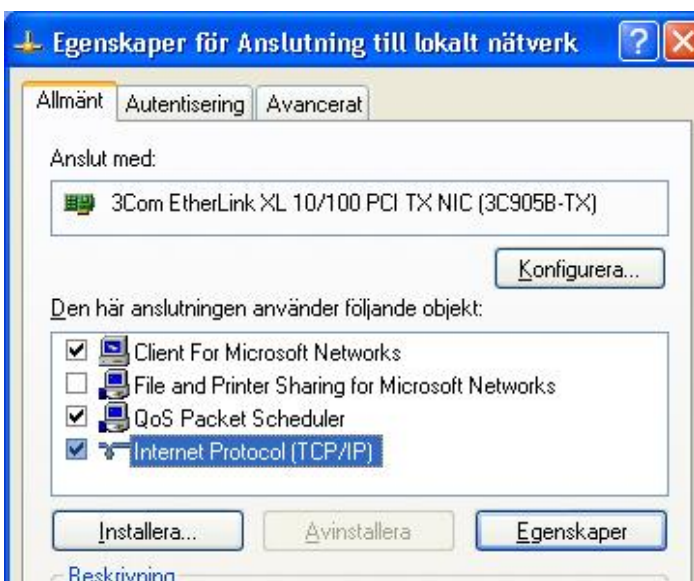 Egenskaper för Anslutning till lokalt nätverk
Allmänt Autentisering Avancerat
Anslut med:
3Com EtherLink XL 10/100 PCI TX NIC (3C905B-TX)
Konfigurera...
Den här anslutningen använder följande objekt:
Client For Microsoft Networks
File and Printer Sharing for Microsoft Networks
QoS Packet Scheduler
Internet Protocol (TCP/IP)
Installera... Avinstallera Egenskaper
Beskrivning